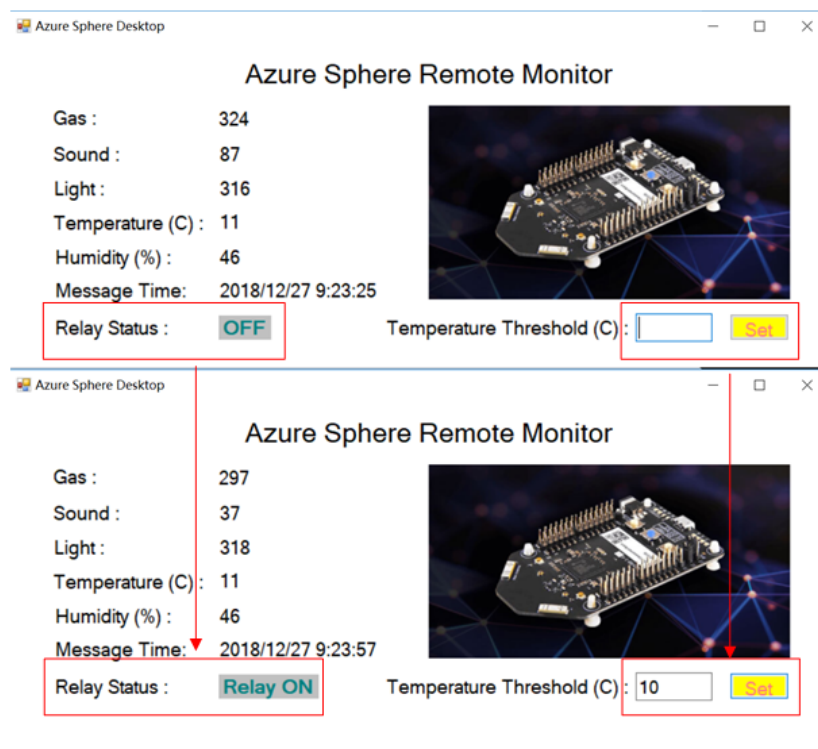 Azure Sphere Desktop
Azure Sphere Remote Monitor
Gas : 324
Sound : 87
Light : 316
Temperature (C) : 11
Humidity (%) : 46
Message Time: 2018/12/27 9:23:25
Relay Status : OFF Temperature Threshold (C) : Set
Azure Sphere Desktop
Azure Sphere Remote Monitor
Gas : 297
Sound : 37
Light : 318
Temperature (C) : 11
Humidity (%) : 46
Message Time: 2018/12/27 9:23:57
Relay Status : Relay ON Temperature Threshold (C) : 10 Set